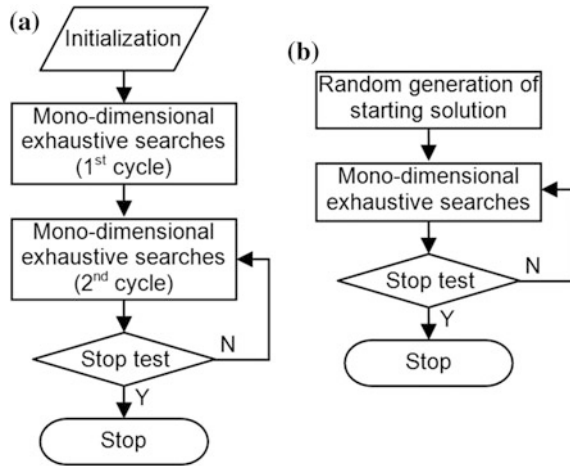 (a)
Initialization
Mono-dimensional
exhaustive searches
(1st cycle)
Mono-dimensional
exhaustive searches
(2nd cycle)
Stop test
N
Y
Stop
(b)
Random generation of
starting solution
Mono-dimensional
exhaustive searches
Stop test
N
Y
Stop